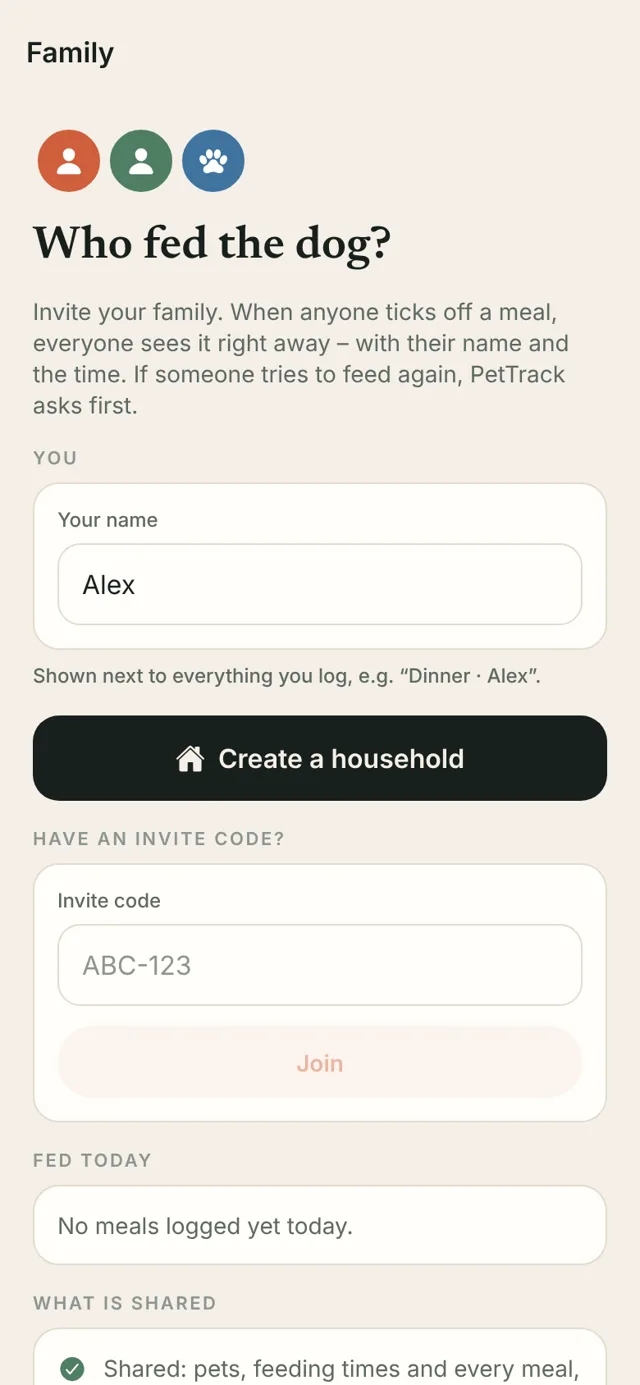 Family
Who fed the dog?
Invite your family. When anyone ticks off a meal,
everyone sees it right away – with their name and
the time. If someone tries to feed again, PetTrack
asks first.
YOU
Your name
Alex
Shown next to everything you log, e.g. “Dinner · Alex”.
Create a household
HAVE AN INVITE CODE?
Invite code
ABC-123
Join
FED TODAY
No meals logged yet today.
WHAT IS SHARED
Shared: pets, feeding times and every meal,